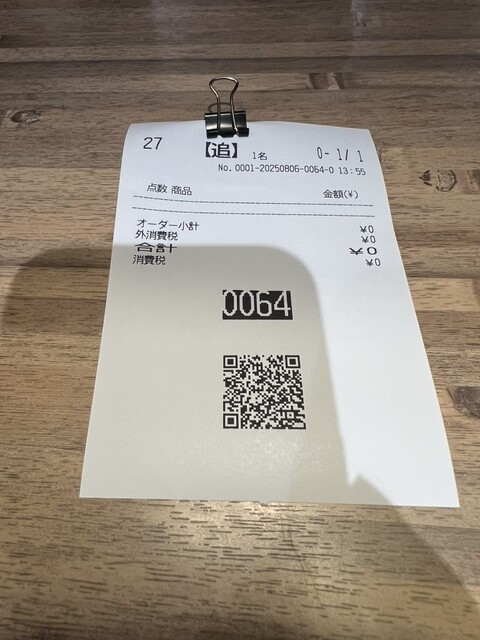 27 【追】 1名 0- 1/ 1
No. 0001-20250806-0064-0 13:55
点数 商品 金額(¥)
オーダー小計 ¥0
外消費税 ¥0
合計 ¥0
消費税 ¥0
0064